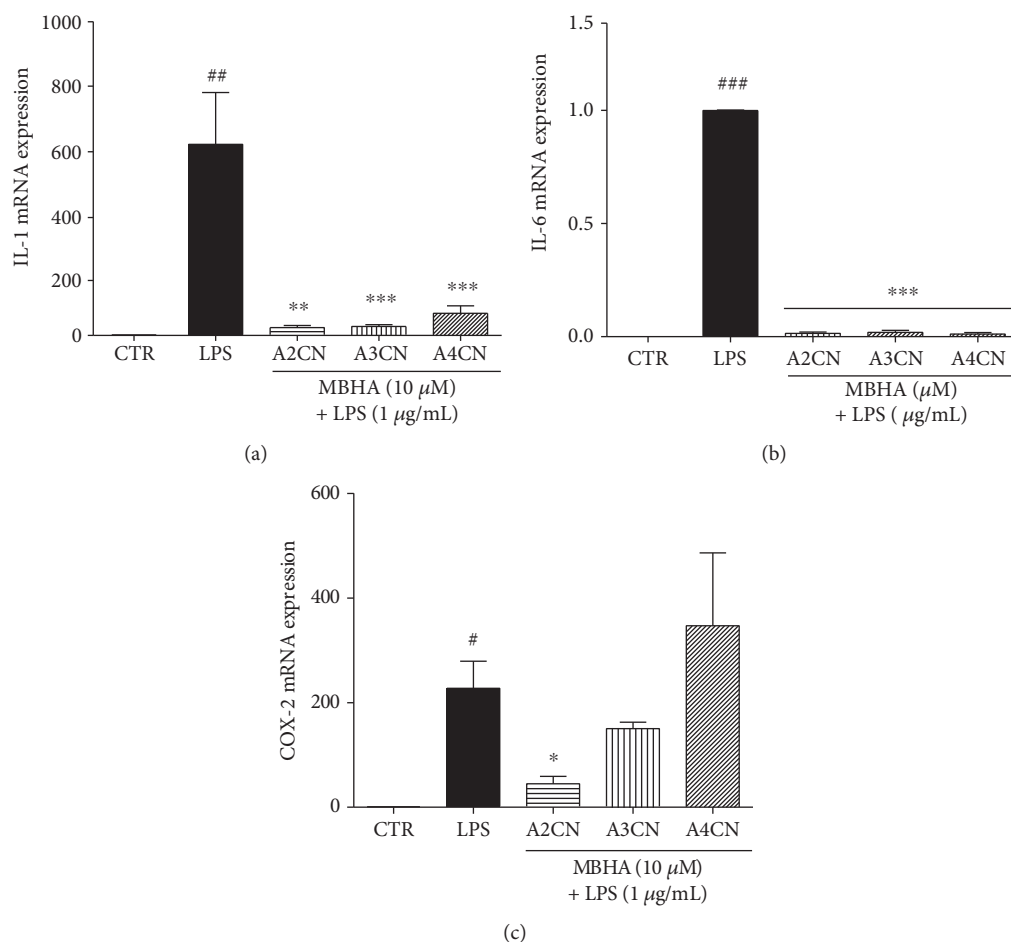 IL-1 mRNA expression
1000
800
600
400
200
0
##
**
***
***
CTR
LPS
A2CN
A3CN
A4CN
MBHA (10 μM)
+ LPS (1 μg/mL)
(a)
IL-6 mRNA expression
1.5
1.0
0.5
0.0
###
***
CTR
LPS
A2CN
A3CN
A4CN
MBHA (μM)
+ LPS ( μg/mL)
(b)
COX-2 mRNA expression
600
400
200
0
#
*
CTR
LPS
A2CN
A3CN
A4CN
MBHA (10 μM)
+ LPS (1 μg/mL)
(c)